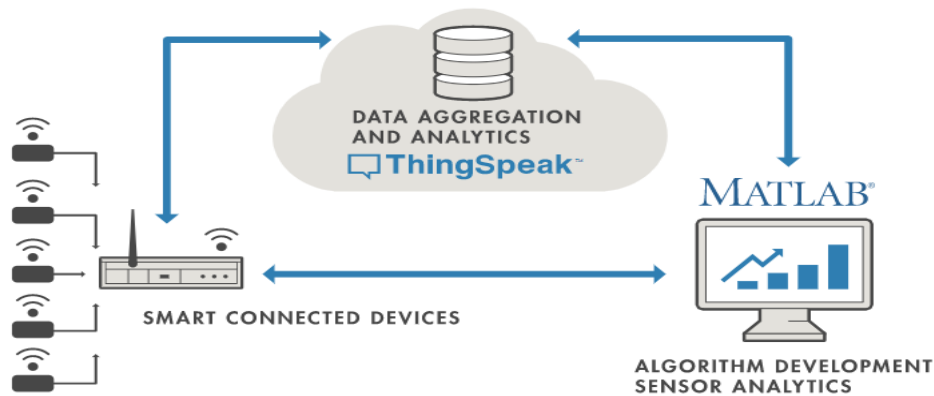 DATA AGGREGATION
AND ANALYTICS
ThingSpeak™
MATLAB®
SMART CONNECTED DEVICES
ALGORITHM DEVELOPMENT
SENSOR ANALYTICS